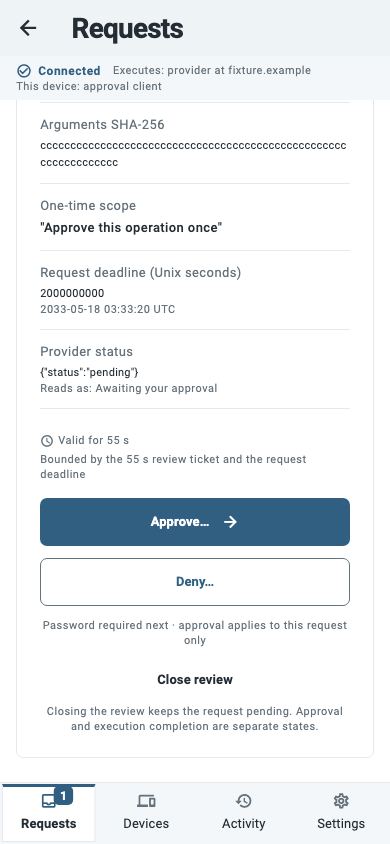 Requests
Connected Executes: provider at fixture.example
This device: approval client
Arguments SHA-256
ccccccccccccccccccccccccccccccccccccccccccccccccccc
ccccccccccccc
One-time scope
"Approve this operation once"
Request deadline (Unix seconds)
2000000000
2033-05-18 03:33:20 UTC
Provider status
{"status":"pending"}
Reads as: Awaiting your approval
Valid for 55 s
Bounded by the 55 s review ticket and the request
deadline
Approve...
Deny...
Password required next · approval applies to this request
only
Close review
Closing the review keeps the request pending. Approval
and execution completion are separate states.
1
Requests Devices Activity Settings